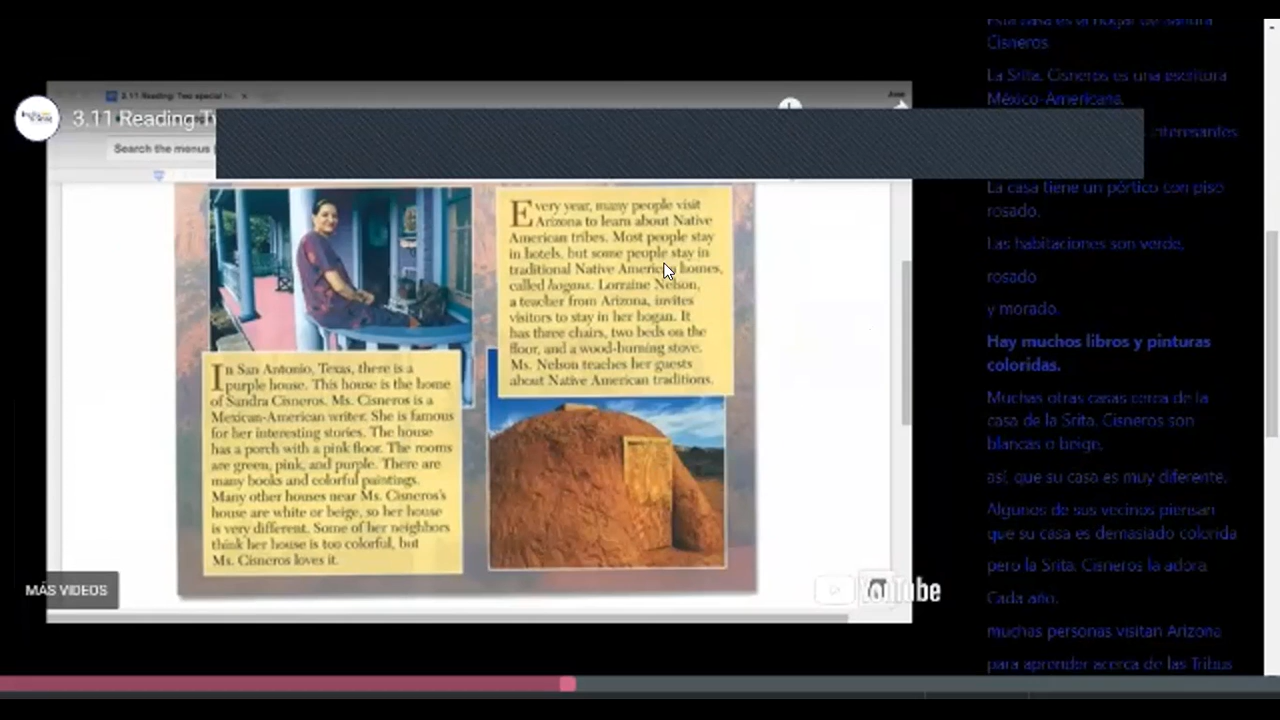 3.11 Reading: Two special
3.11 Reading
Search the menus
In San Antonio, Texas, there is a
purple house. This house is the home
of Sandra Cisneros. Ms. Cisneros is a
Mexican-American writer. She is famous
for her interesting stories. The house
has a porch with a pink floor. The rooms
are green, pink, and purple. There are
many books and colorful paintings.
Many other houses near Ms. Cisneros's
house are white or beige, so her house
is very different. Some of her neighbors
think her house is too colorful, but
Ms. Cisneros loves it.
Every year, many people visit
Arizona to learn about Native
American tribes. Most people stay
in hotels, but some people stay in
traditional Native American homes,
called hogans. Lorraine Nelson,
a teacher from Arizona, invites
visitors to stay in her hogan. It
has three chairs, two beds on the
floor, and a wood-burning stove.
Ms. Nelson teaches her guests
about Native American traditions.
MÁS VIDEOS
YouTube
Cisneros.
La Srita. Cisneros es una escritora
México-Americana.
interesantes
La casa tiene un pórtico con piso
rosado.
Las habitaciones son verde,
rosado
y morado.
Hay muchos libros y pinturas
coloridas.
Muchas otras casas cerca de la
casa de la Srita. Cisneros son
blancas o beige,
así, que su casa es muy diferente.
Algunos de sus vecinos piensan
que su casa es demasiado colorida
pero la Srita. Cisneros la adora.
Cada año,
muchas personas visitan Arizona
para aprender acerca de las Tribus